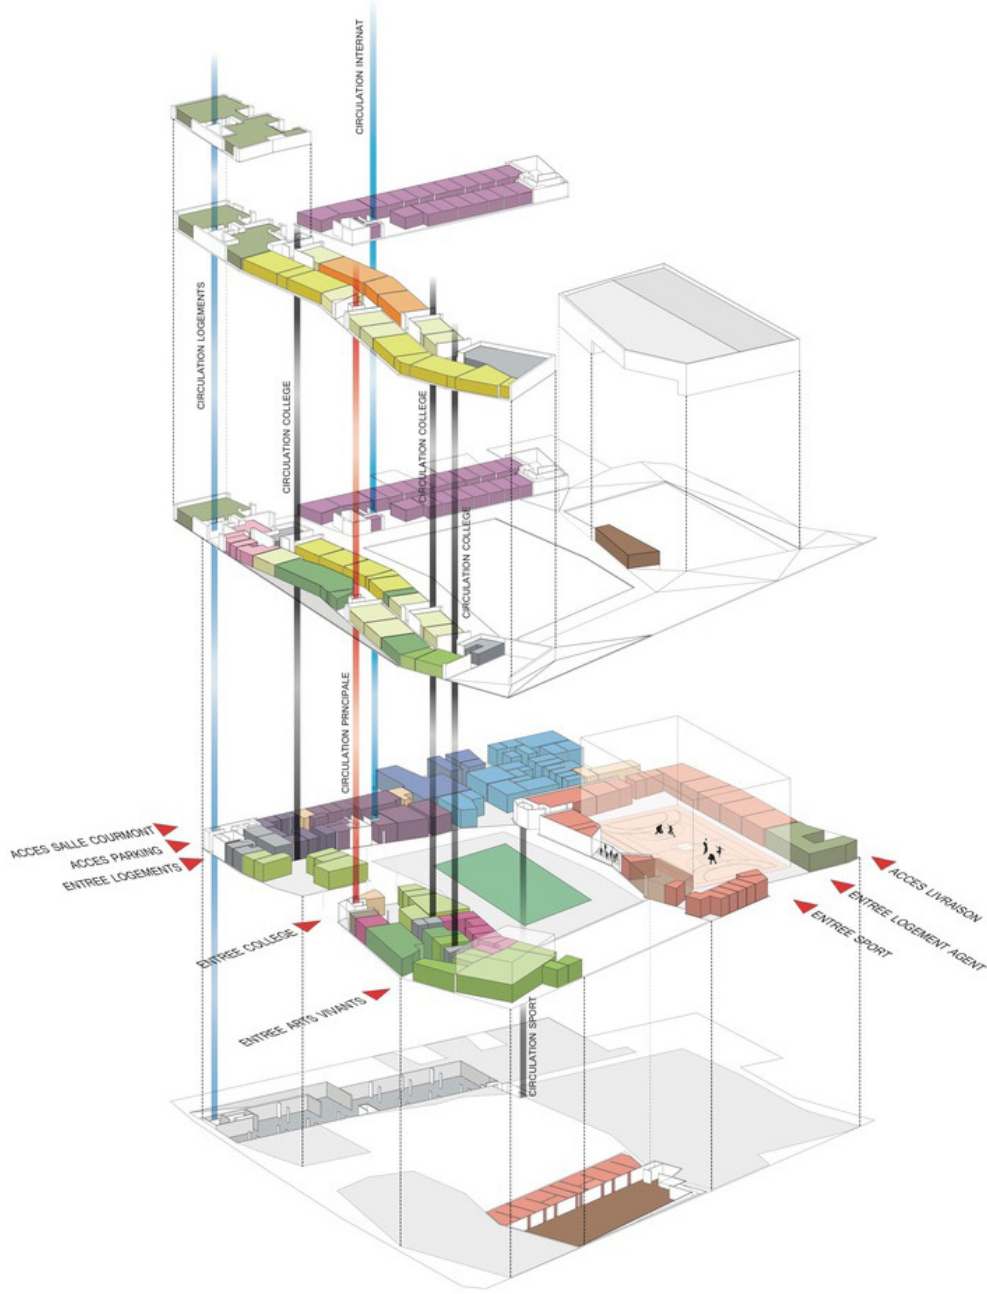 CIRCULATION INTERNAT
CIRCULATION LOGEMENTS
CIRCULATION COLLEGE
CIRCULATION COLLEGE
CIRCULATION COLLEGE
CIRCULATION PRNCIPALE
ACCES SALLE COURMONT
ACCES PARKING
ENTREE LOGEMENTS
ENTREE COLLEGE
ENTREE ARTS VIVANTS
ACCES LIVRAISON
ENTREE LOGEMENT AGENT
ENTREE SPORT
CIRCULATION SPORT